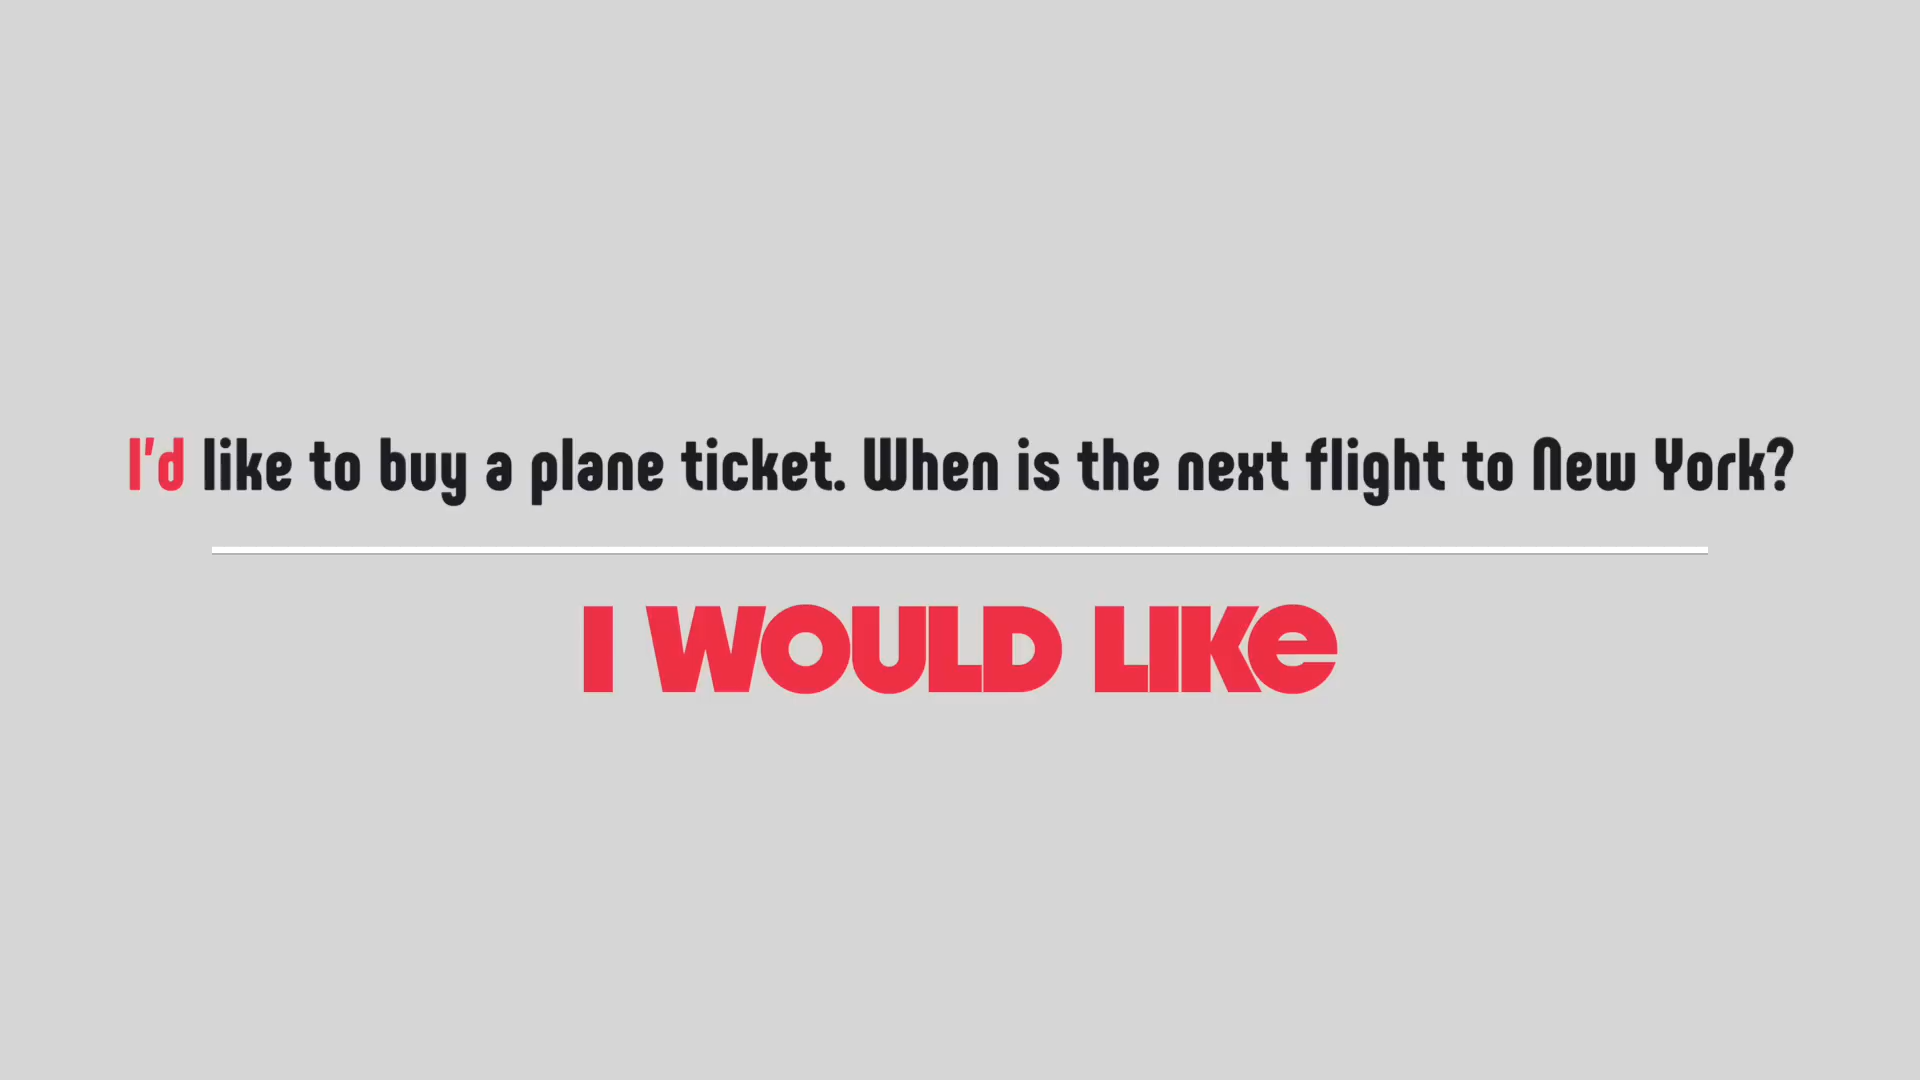 I'd like to buy a plane ticket. When is the next flight to New York?
I WOULD LIKe